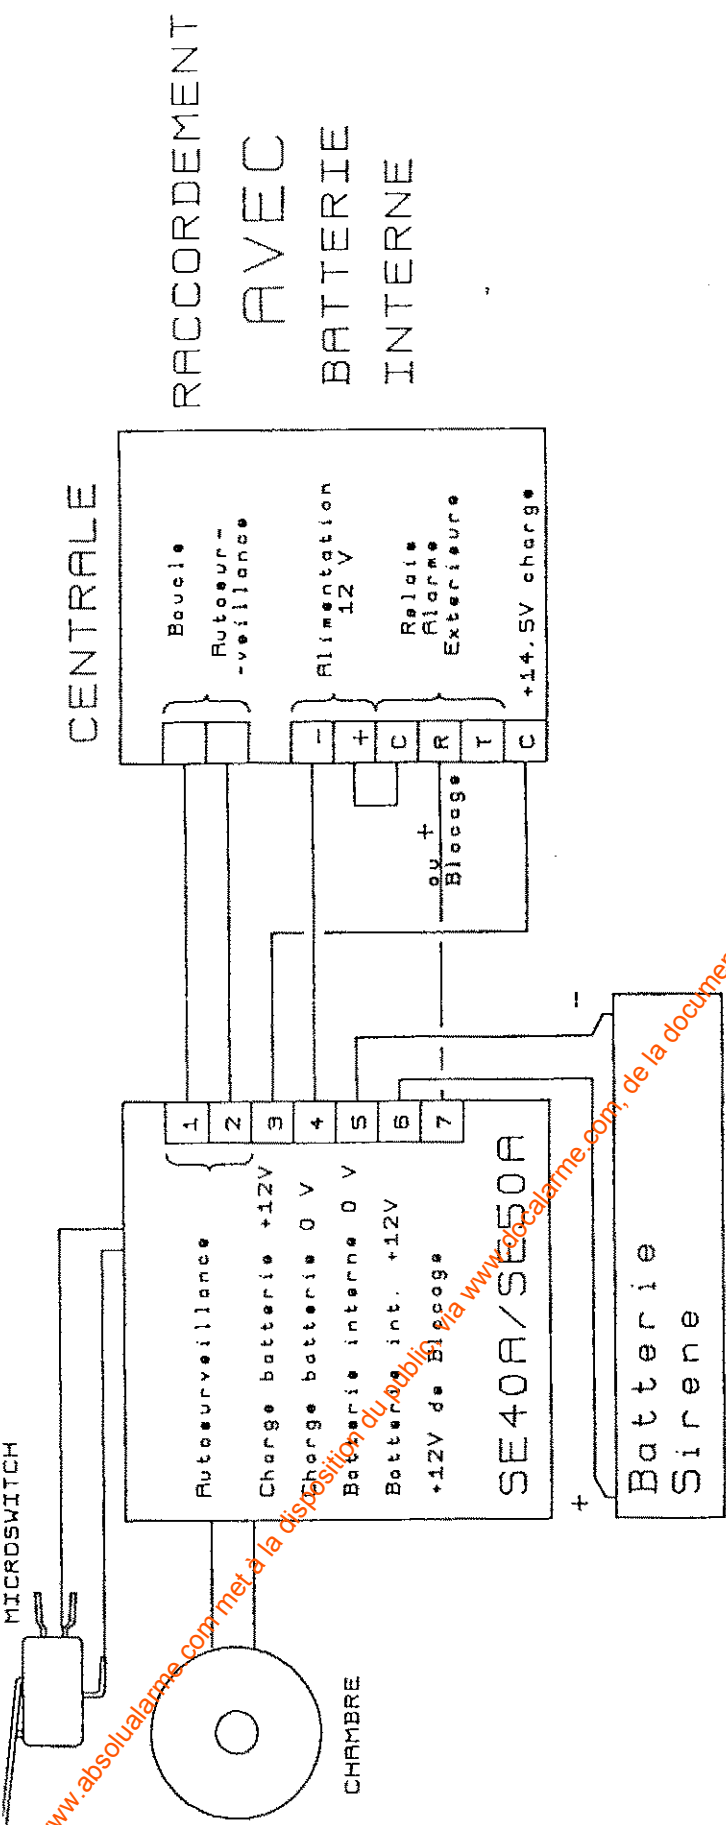 RACCORDEMENT
AVEC
BATTERIE
INTERNE
CENTRALE
Boucle
Autosur-
-veillance
Alimentation
12 V
Relais
Alarme
Exterieure
+14,5V charge
-
+
C
R
T
C
ou +
Blocage
MICROSWITCH
1
2
3
4
5
6
7
Autosurveillance
Charge batterie +12V
Charge batterie 0 V
Batterie interne 0 V
Batterie int. +12V
+12V de Blocage
SE40A/SE50A
CHAMBRE
-
+
Batterie
Sirene
www.absolualarme.com met à la disposition du public, via www.docalarme.com, de la documen